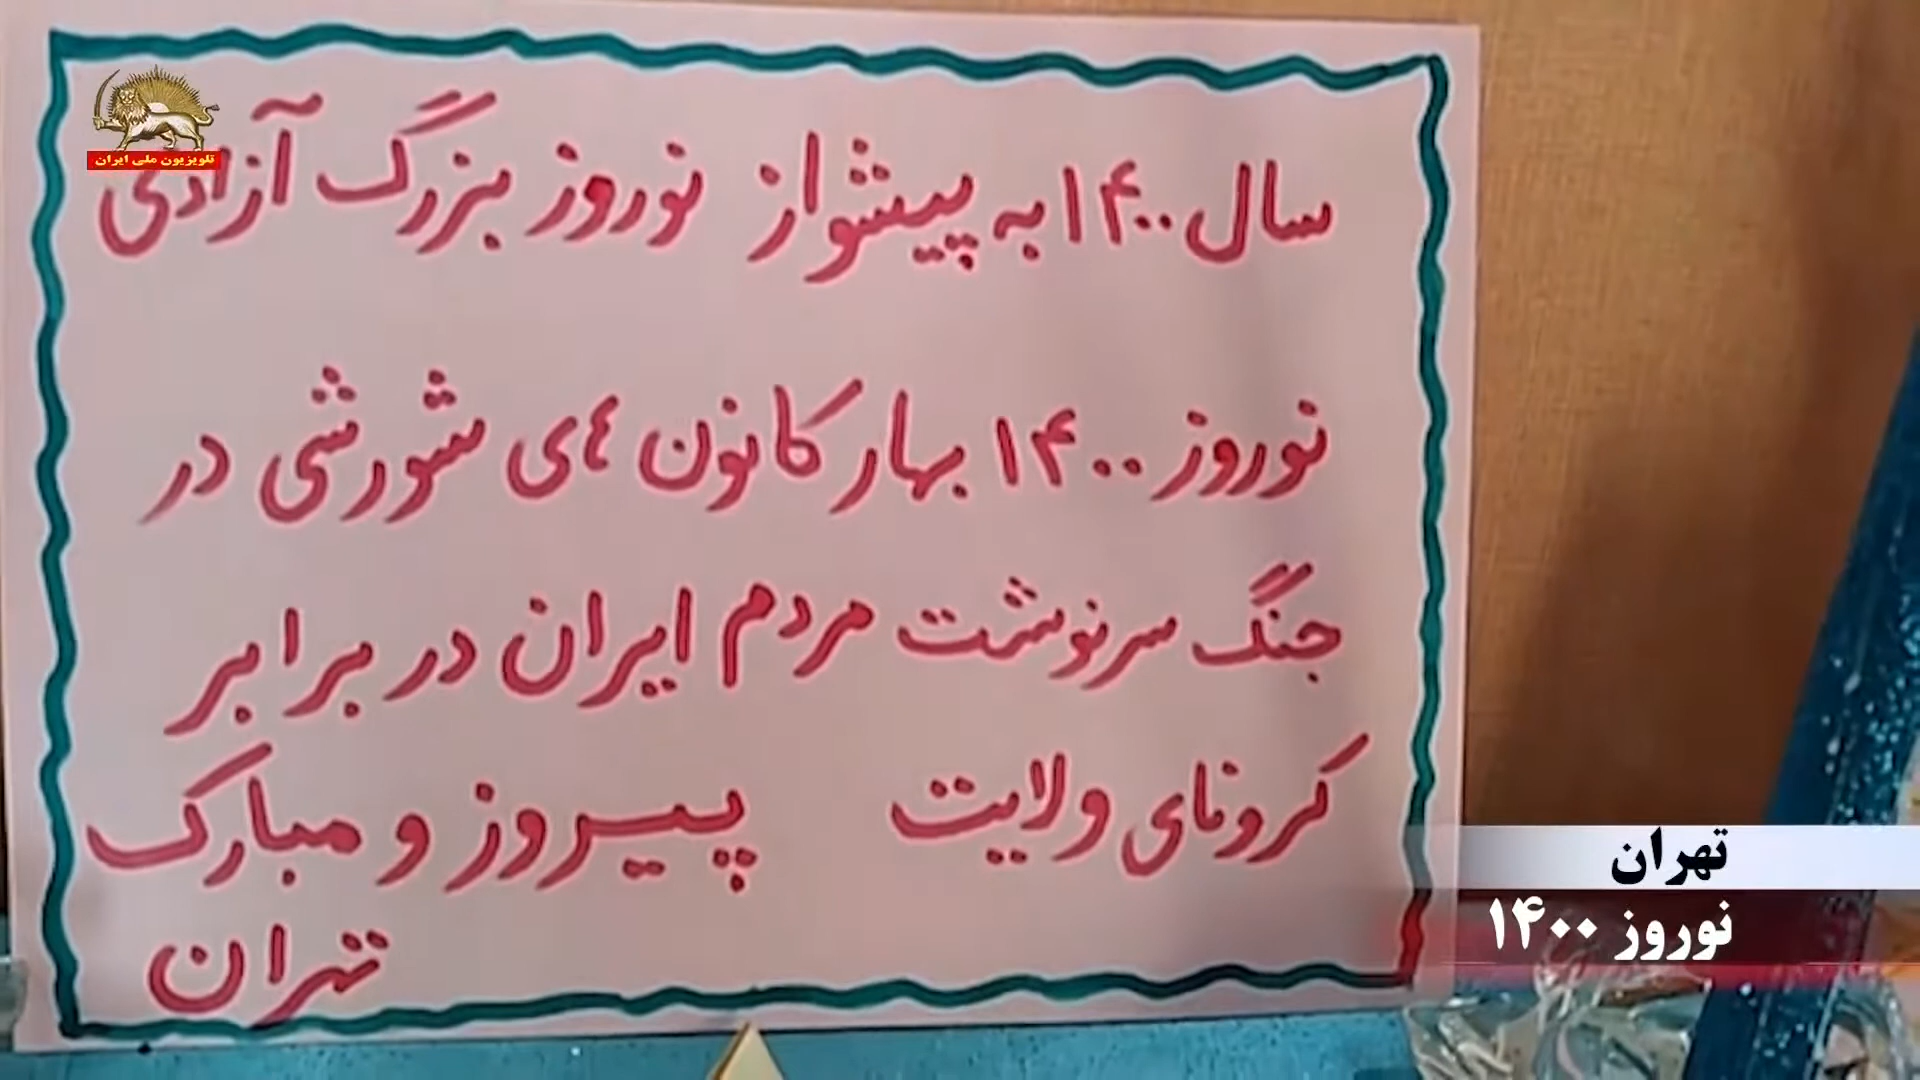 تلویزیون ملی ایران
سال ۱۴۰۰ به پیشواز نوروز بزرگ آزادی
نوروز ۱۴۰۰ بهار کانون های شورشی در
جنگ سرنوشت مردم ایران در برابر
کرونای ولایت پیروز و مبارک
تهران
تهران
نوروز ۱۴۰۰